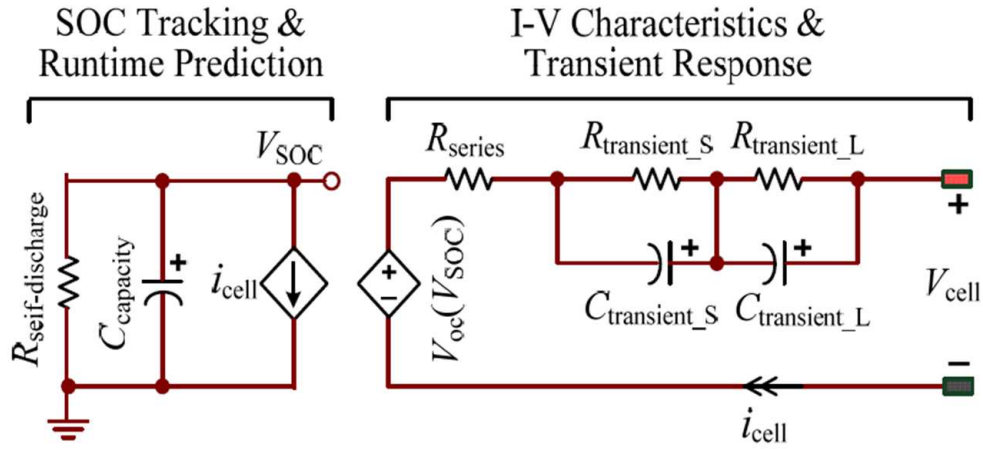 SOC Tracking &
Runtime Prediction
I-V Characteristics &
Transient Response
V_SOC
R_series
R_transient_S
R_transient_L
R_seif-discharge
C_capacity
+
i_cell
+
−
V_oc(V_SOC)
+
+
C_transient_S
C_transient_L
+
V_cell
−
i_cell